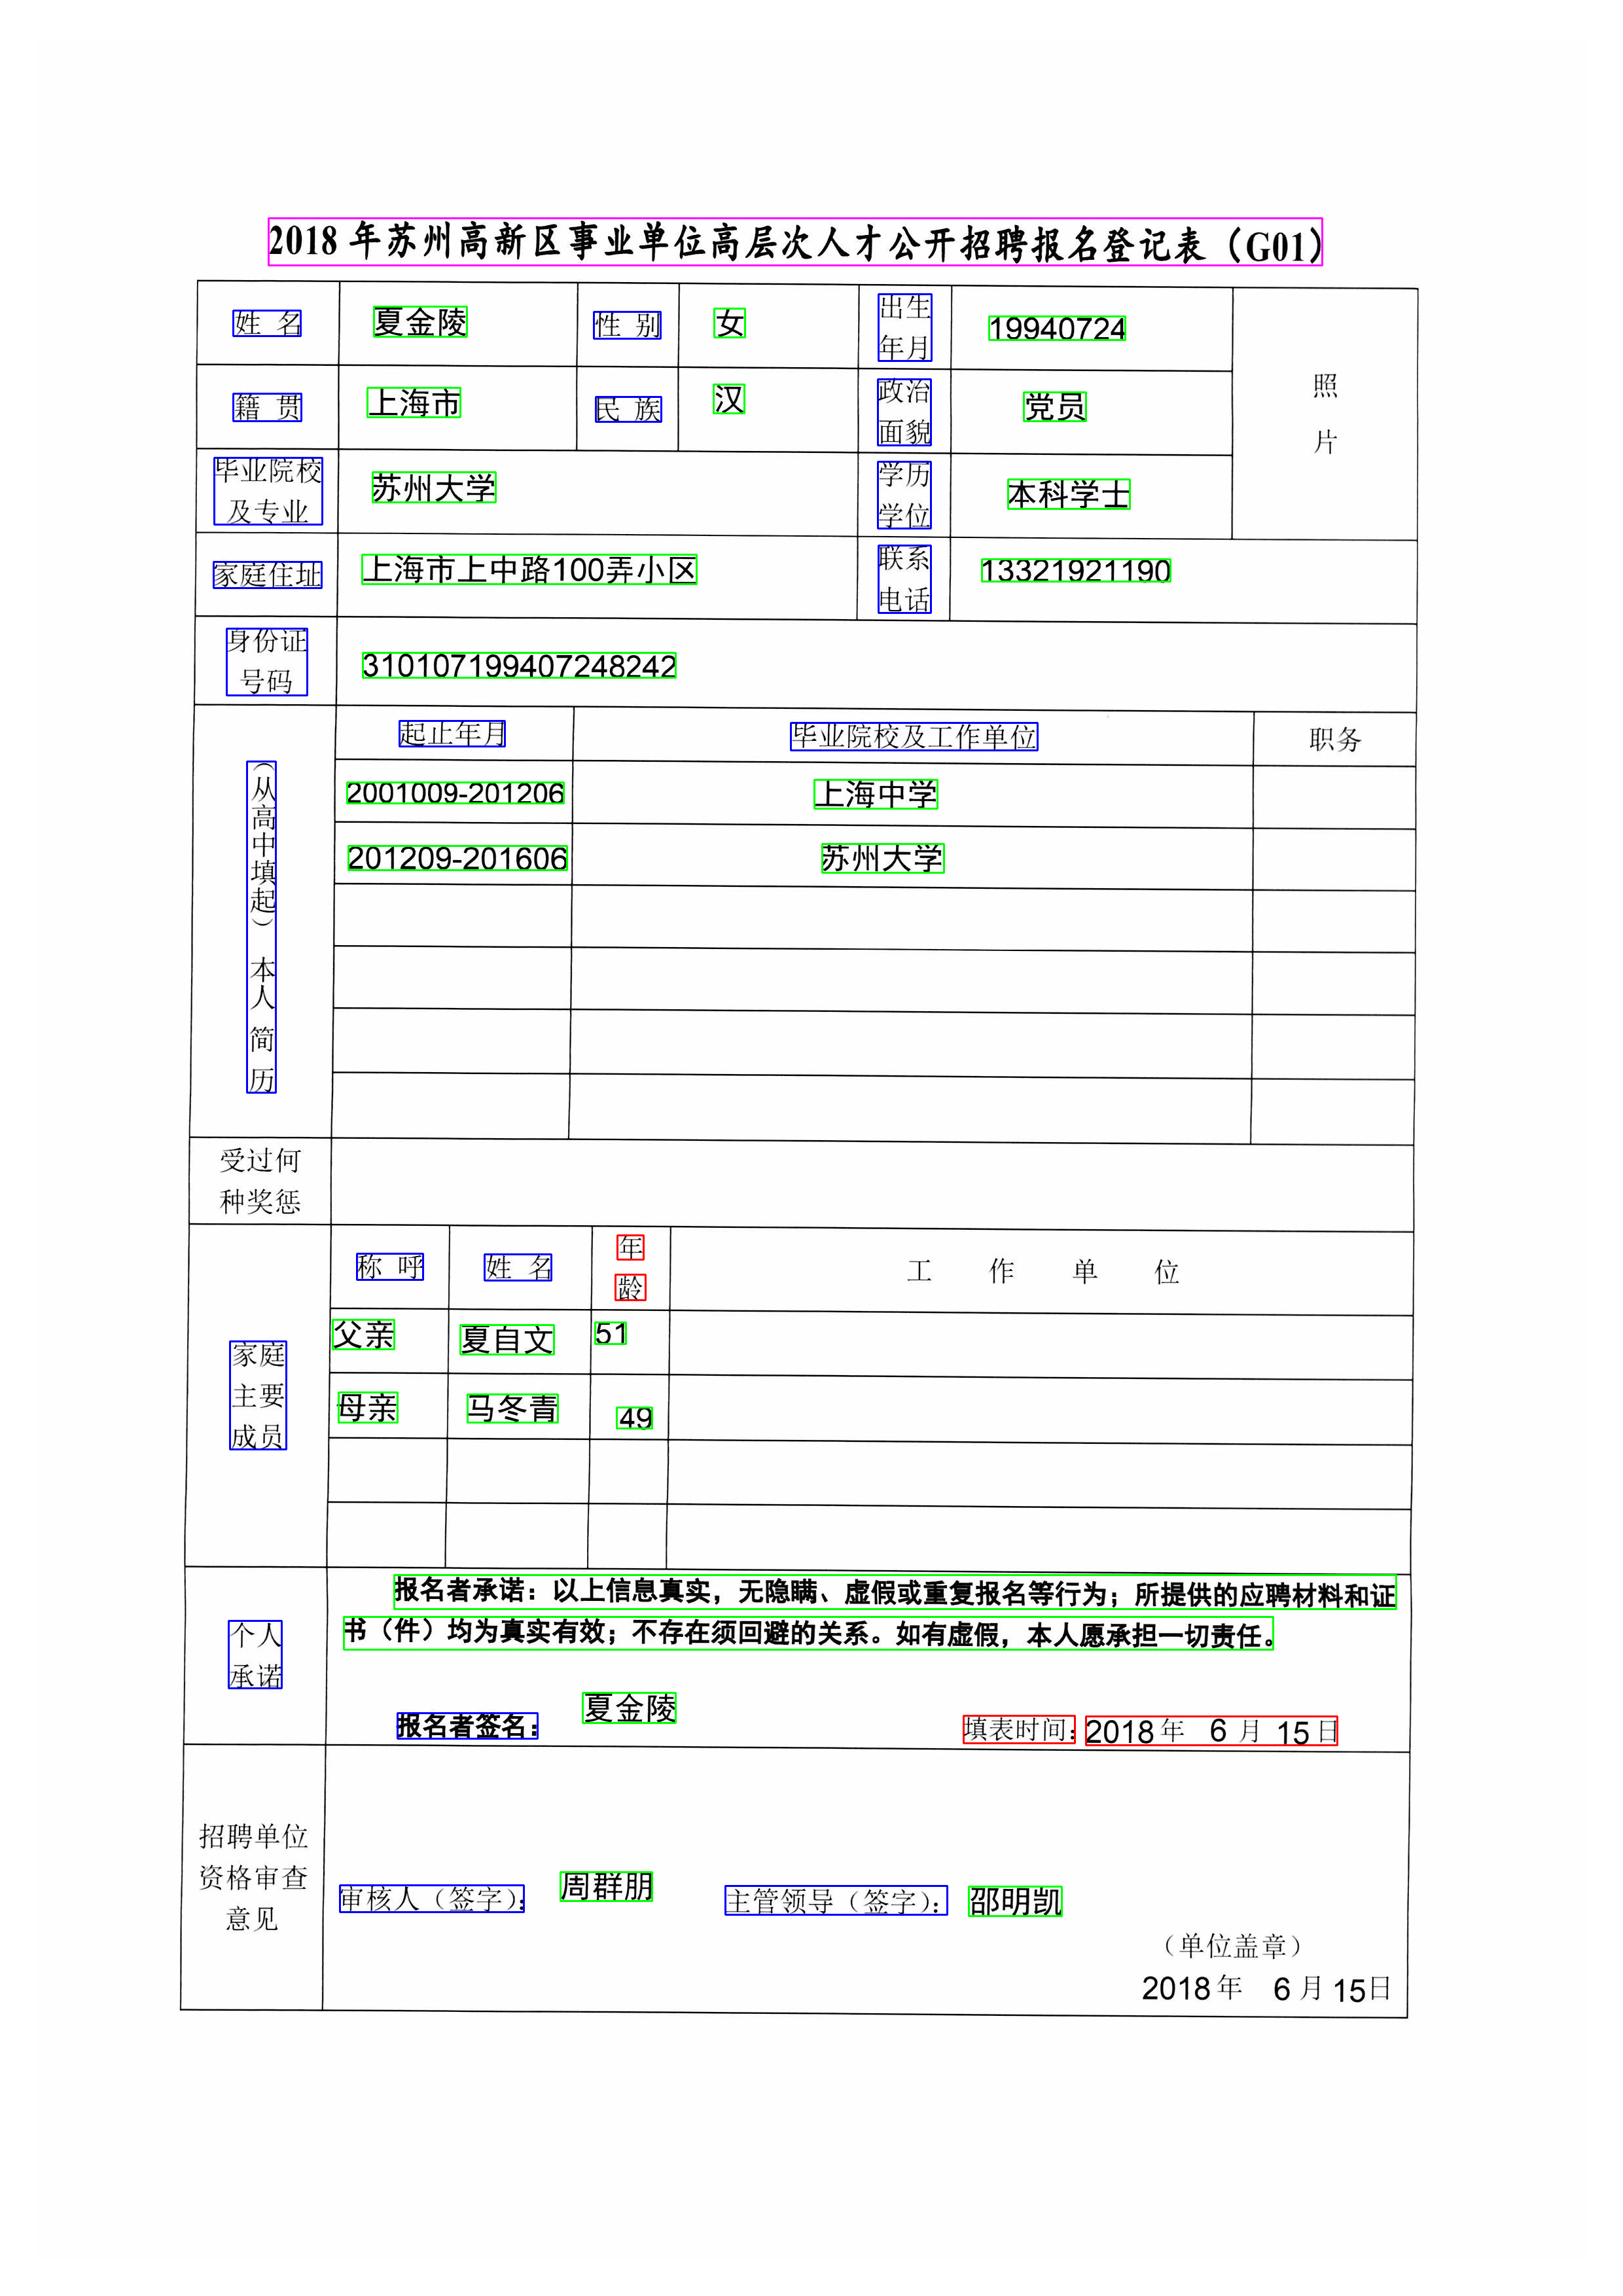 2018 年苏州高新区事业单位高层次人才公开招聘报名登记表（G01）
姓 名 夏金陵 性 别 女 出生年月 19940724 照片
籍 贯 上海市 民 族 汉 政治面貌 党员
毕业院校及专业 苏州大学 学历学位 本科学士
家庭住址 上海市上中路100弄小区 联系电话 13321921190
身份证号码 310107199407248242
（从高中填起） 本人简历
起止年月 毕业院校及工作单位 职务
2001009-201206 上海中学
201209-201606 苏州大学
受过何种奖惩
家庭主要成员
称 呼 姓 名 年龄 工 作 单 位
父亲 夏自文 51
母亲 马冬青 49
个人承诺
报名者承诺：以上信息真实，无隐瞒、虚假或重复报名等行为；所提供的应聘材料和证
书（件）均为真实有效；不存在须回避的关系。如有虚假，本人愿承担一切责任。
报名者签名： 夏金陵 填表时间：2018年 6 月 15日
招聘单位资格审查意见
审核人（签字）： 周群朋 主管领导（签字）： 邵明凯
（单位盖章）
2018年 6 月 15日